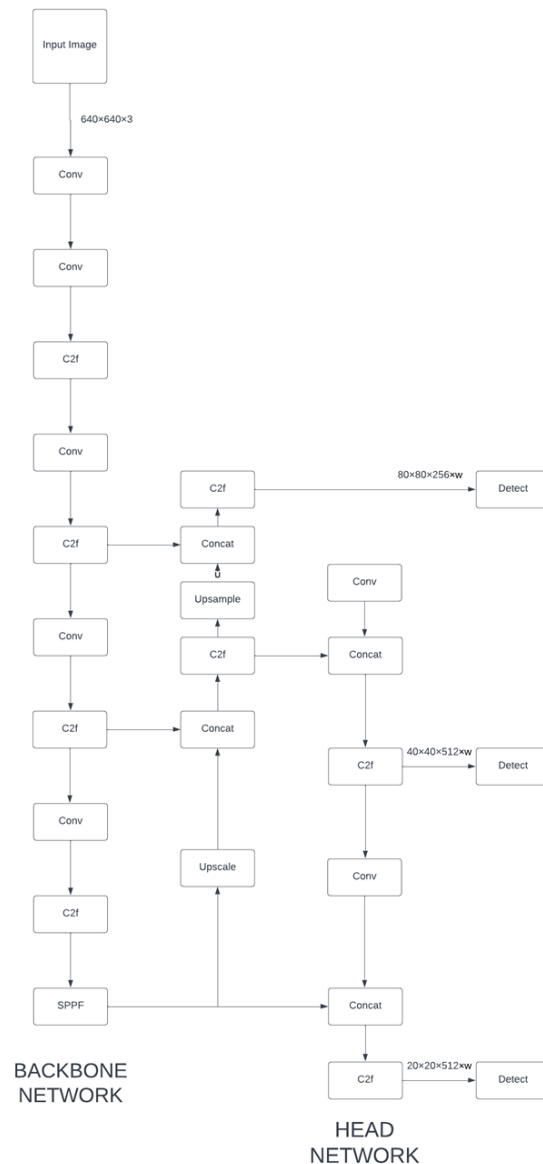 Input Image
640×640×3
Conv
Conv
C2f
Conv
C2f
Conv
C2f
Conv
C2f
SPPF
BACKBONE
NETWORK
C2f
Concat
U
Upsample
C2f
Concat
Upscale
80×80×256×w
Detect
Conv
Concat
C2f
40×40×512×w
Detect
Conv
Concat
C2f
20×20×512×w
Detect
HEAD
NETWORK